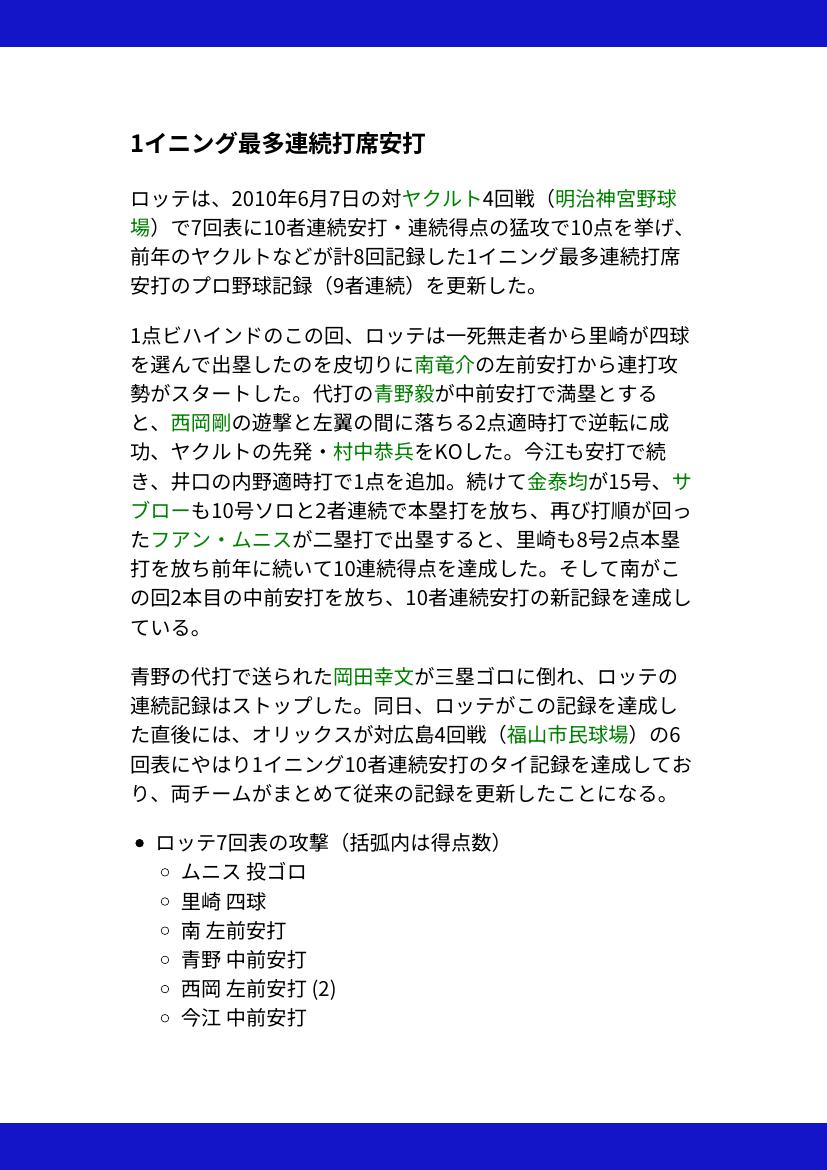 1イニング最多連続打席安打
ロッテは、2010年6月7日の対ヤクルト4回戦（明治神宮野球
場）で7回表に10者連続安打・連続得点の猛攻で10点を挙げ、
前年のヤクルトなどが計8回記録した1イニング最多連続打席
安打のプロ野球記録（9者連続）を更新した。
1点ビハインドのこの回、ロッテは一死無走者から里崎が四球
を選んで出塁したのを皮切りに南竜介の左前安打から連打攻
勢がスタートした。代打の青野毅が中前安打で満塁とする
と、西岡剛の遊撃と左翼の間に落ちる2点適時打で逆転に成
功、ヤクルトの先発・村中恭兵をKOした。今江も安打で続
き、井口の内野適時打で1点を追加。続けて金泰均が15号、サ
ブローも10号ソロと2者連続で本塁打を放ち、再び打順が回っ
たフアン・ムニスが二塁打で出塁すると、里崎も8号2点本塁
打を放ち前年に続いて10連続得点を達成した。そして南がこ
の回2本目の中前安打を放ち、10者連続安打の新記録を達成し
ている。
青野の代打で送られた岡田幸文が三塁ゴロに倒れ、ロッテの
連続記録はストップした。同日、ロッテがこの記録を達成し
た直後には、オリックスが対広島4回戦（福山市民球場）の6
回表にやはり1イニング10者連続安打のタイ記録を達成してお
り、両チームがまとめて従来の記録を更新したことになる。
• ロッテ7回表の攻撃（括弧内は得点数）
◦ ムニス 投ゴロ
◦ 里崎 四球
◦ 南 左前安打
◦ 青野 中前安打
◦ 西岡 左前安打 (2)
◦ 今江 中前安打